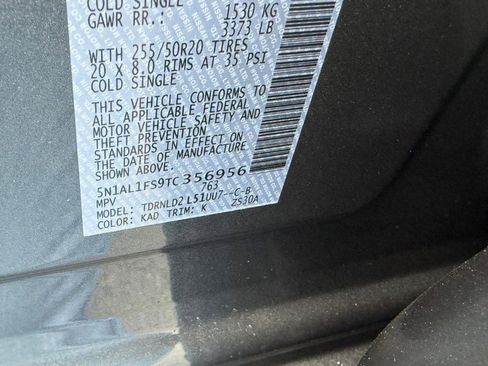 COLD SINGLE
1530 KG
GAWR RR.:
3373 LB
WITH 255/50R20 TIRES
20 X 8.0 RIMS AT 35 PSI
COLD SINGLE
THIS VEHICLE CONFORMS TO
ALL APPLICABLE FEDERAL
MOTOR VEHICLE SAFETY AND
THEFT PREVENTION
STANDARDS IN EFFECT ON
THE DATE OF MANUFACTURE
SHOWN ABOVE.
5N1AL1FS9TC356956
MPV 763
MODEL: TDRNLD2 L51UU7--C-B
COLOR: KAD TRIM: K ZS30A